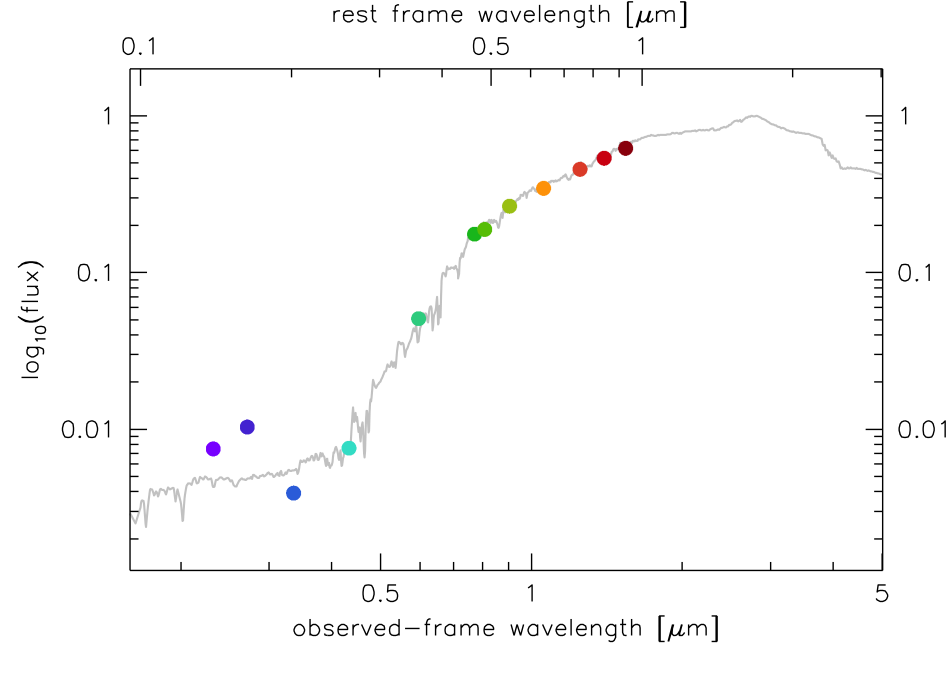 rest frame wavelength [μm]
0.1 0.5 1
1 1
0.1 0.1
0.01 0.01
log₁₀(flux)
0.5 1 5
observed-frame wavelength [μm]